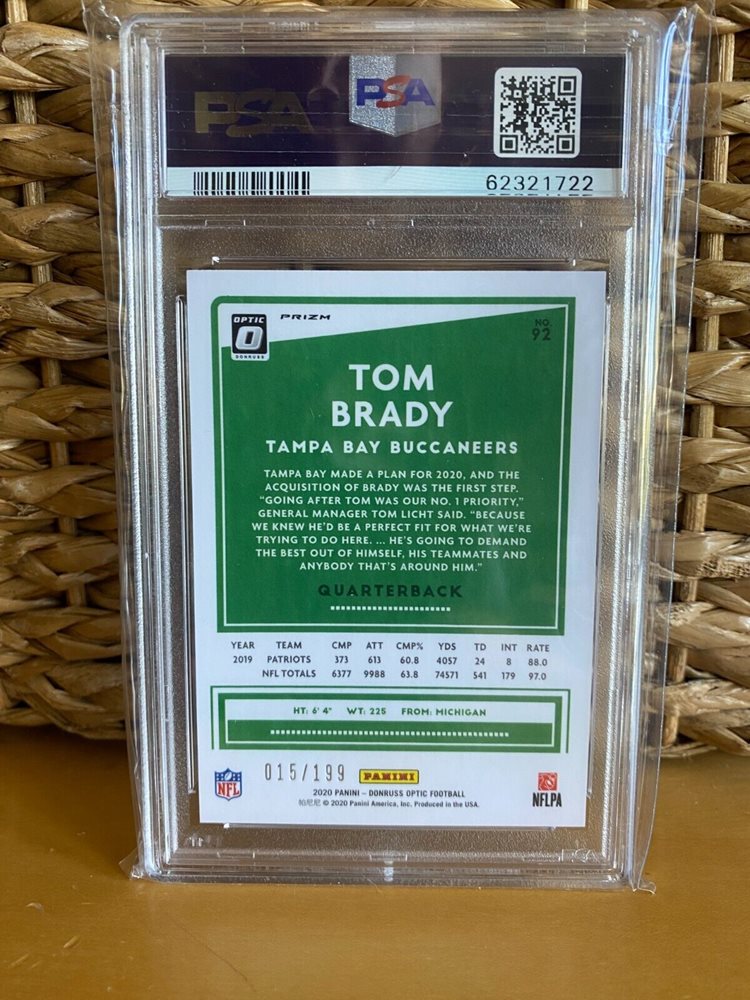 PSA
PSA
62321722
OPTIC
DONRUSS
PRIZM
NO.
92
TOM
BRADY
TAMPA BAY BUCCANEERS
TAMPA BAY MADE A PLAN FOR 2020, AND THE
ACQUISITION OF BRADY WAS THE FIRST STEP.
"GOING AFTER TOM WAS OUR NO. 1 PRIORITY,"
GENERAL MANAGER TOM LICHT SAID. "BECAUSE
WE KNEW HE'D BE A PERFECT FIT FOR WHAT WE'RE
TRYING TO DO HERE. ... HE'S GOING TO DEMAND
THE BEST OUT OF HIMSELF, HIS TEAMMATES AND
ANYBODY THAT'S AROUND HIM."
QUARTERBACK
YEAR TEAM CMP ATT CMP% YDS TD INT RATE
2019 PATRIOTS 373 613 60.8 4057 24 8 88.0
NFL TOTALS 6377 9988 63.8 74571 541 179 97.0
HT: 6' 4" WT: 225 FROM: MICHIGAN
015/199 PANINI
NFL
NFLPA
2020 PANINI – DONRUSS OPTIC FOOTBALL
帕尼尼 © 2020 Panini America, Inc. Produced in the USA.